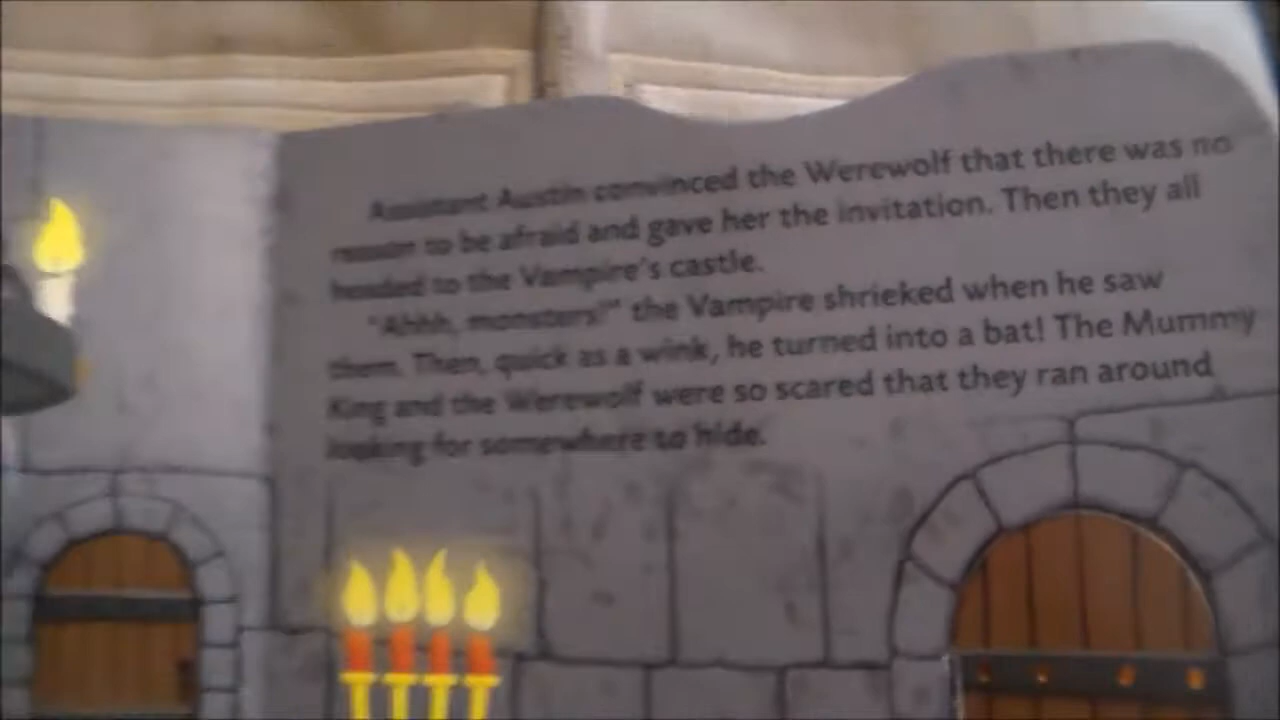 Assistant Austin convinced the Werewolf that there was no
reason to be afraid and gave her the invitation. Then they all
headed to the Vampire's castle.
"Ahhh, monsters!" the Vampire shrieked when he saw
them. Then, quick as a wink, he turned into a bat! The Mummy
King and the Werewolf were so scared that they ran around
looking for somewhere to hide.